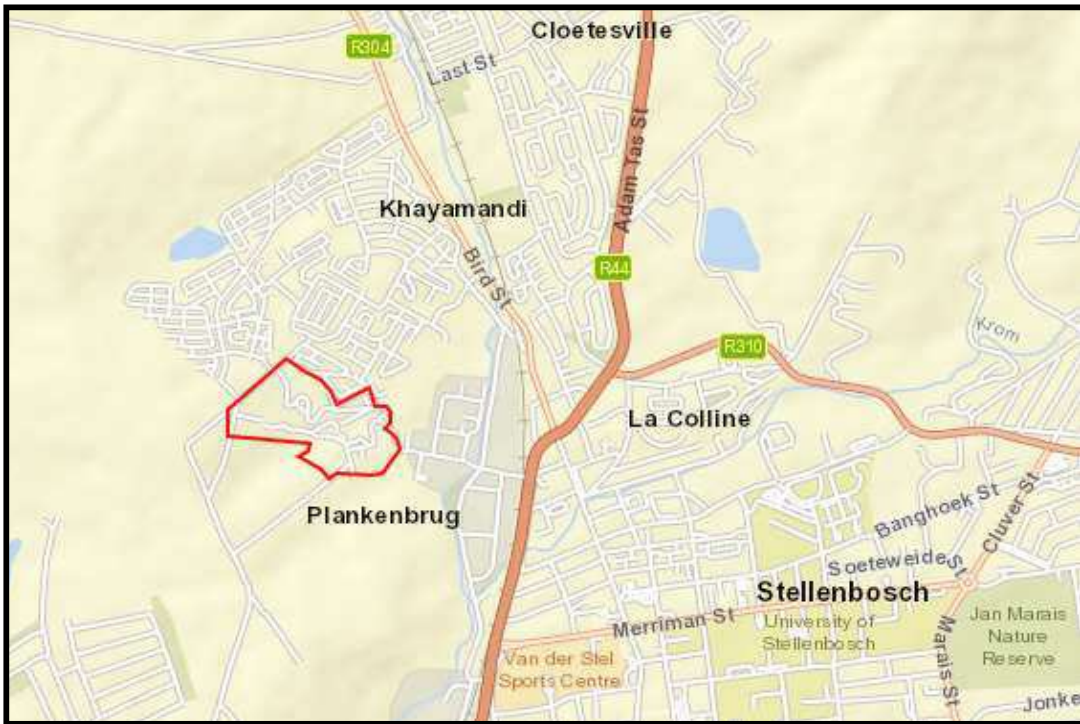 Cloetesville
R304
Last St
Adam Tas St
Khayamandi
Bird St
R44
R310
Krom
La Colline
Plankenbrug
Banghoek St
Cluver St
Soeteweide St
Stellenbosch
Merriman St
University of
Stellenbosch
Jan Marais
Nature
Reserve
Marais St
Van der Stel
Sports Centre
Jonke